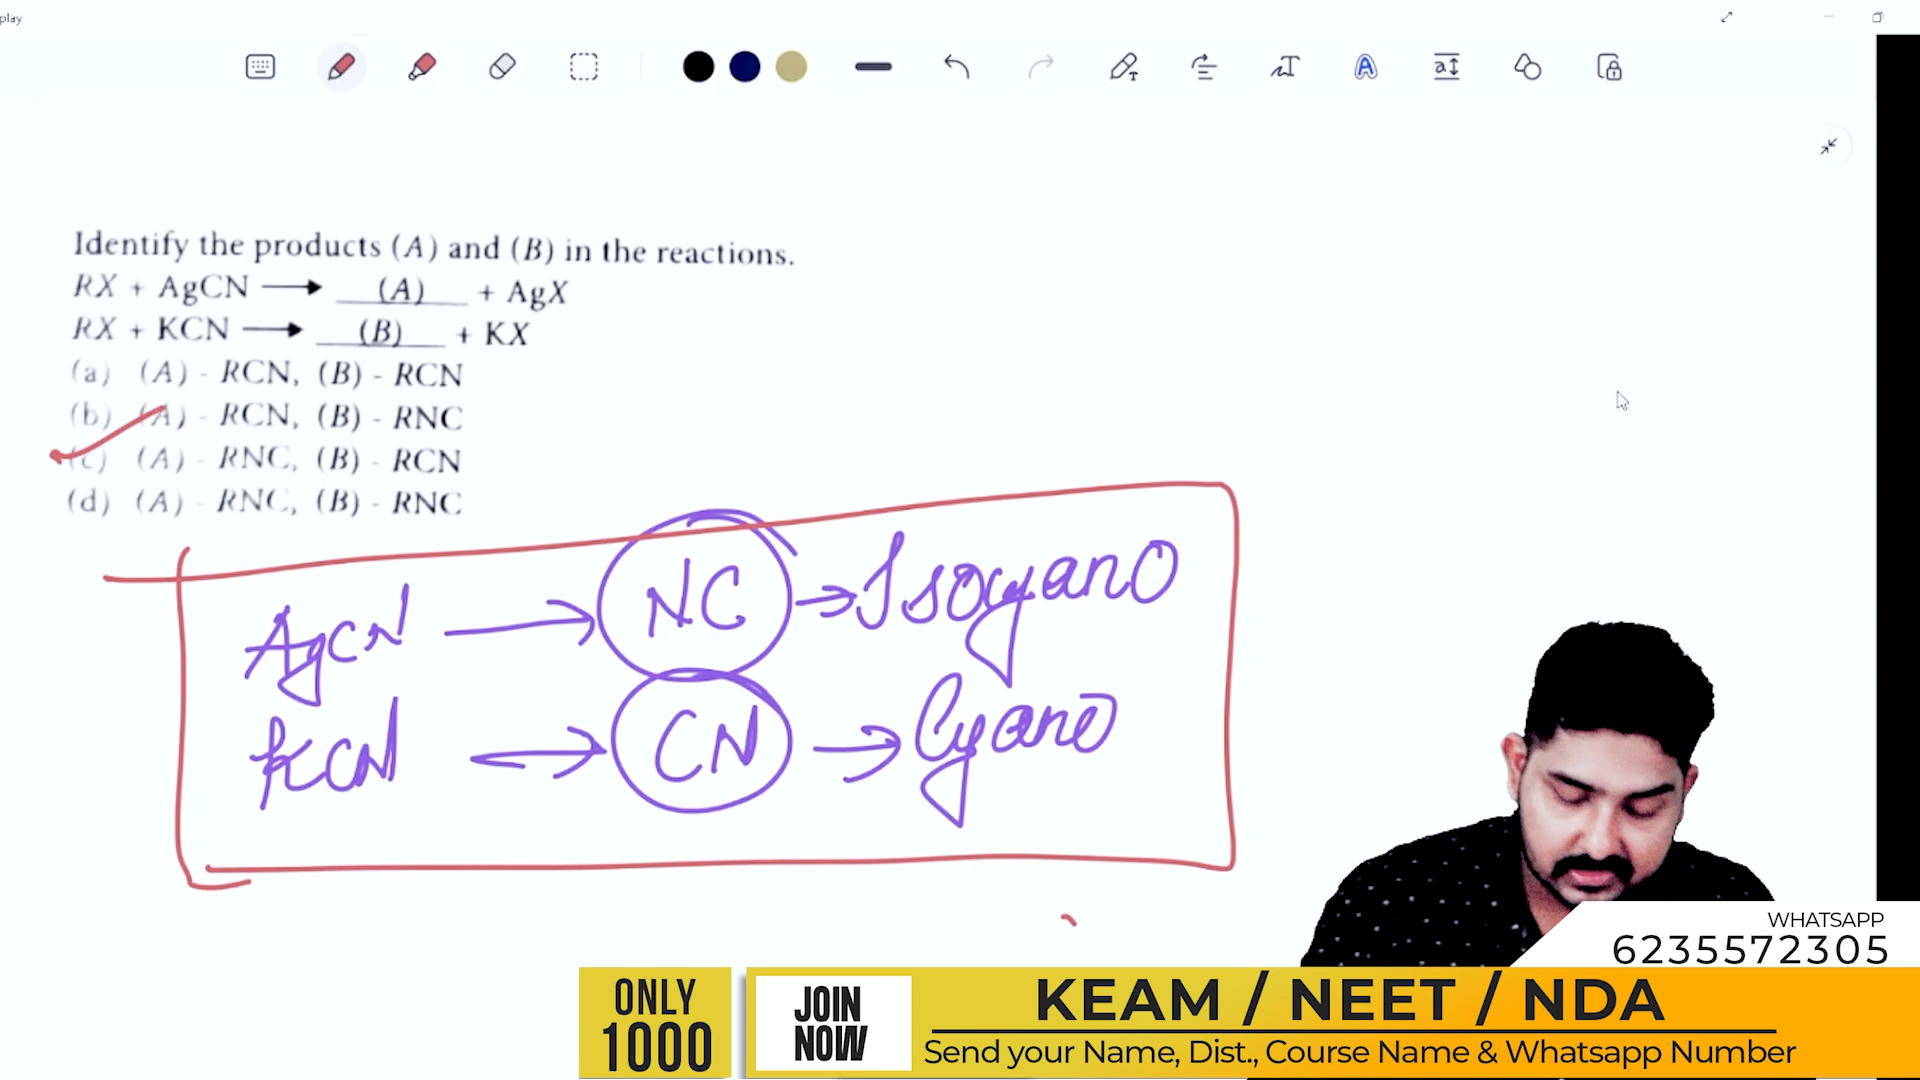 play
Identify the products (A) and (B) in the reactions.
RX + AgCN ⟶ (A) + AgX
RX + KCN ⟶ (B) + KX
(a) (A) - RCN, (B) - RCN
(b) (A) - RCN, (B) - RNC
(c) (A) - RNC, (B) - RCN
(d) (A) - RNC, (B) - RNC
AgCN → NC → Isocyano
KCN → CN → Cyano
WHATSAPP
6235572305
ONLY
1000
JOIN
NOW
KEAM / NEET / NDA
Send your Name, Dist., Course Name & Whatsapp Number